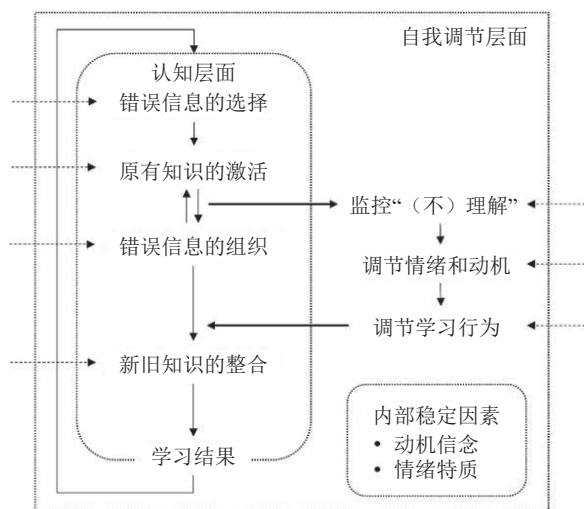 自我调节层面
认知层面
错误信息的选择
原有知识的激活
监控“（不）理解”
错误信息的组织
调节情绪和动机
调节学习行为
新旧知识的整合
内部稳定因素
• 动机信念
• 情绪特质
学习结果